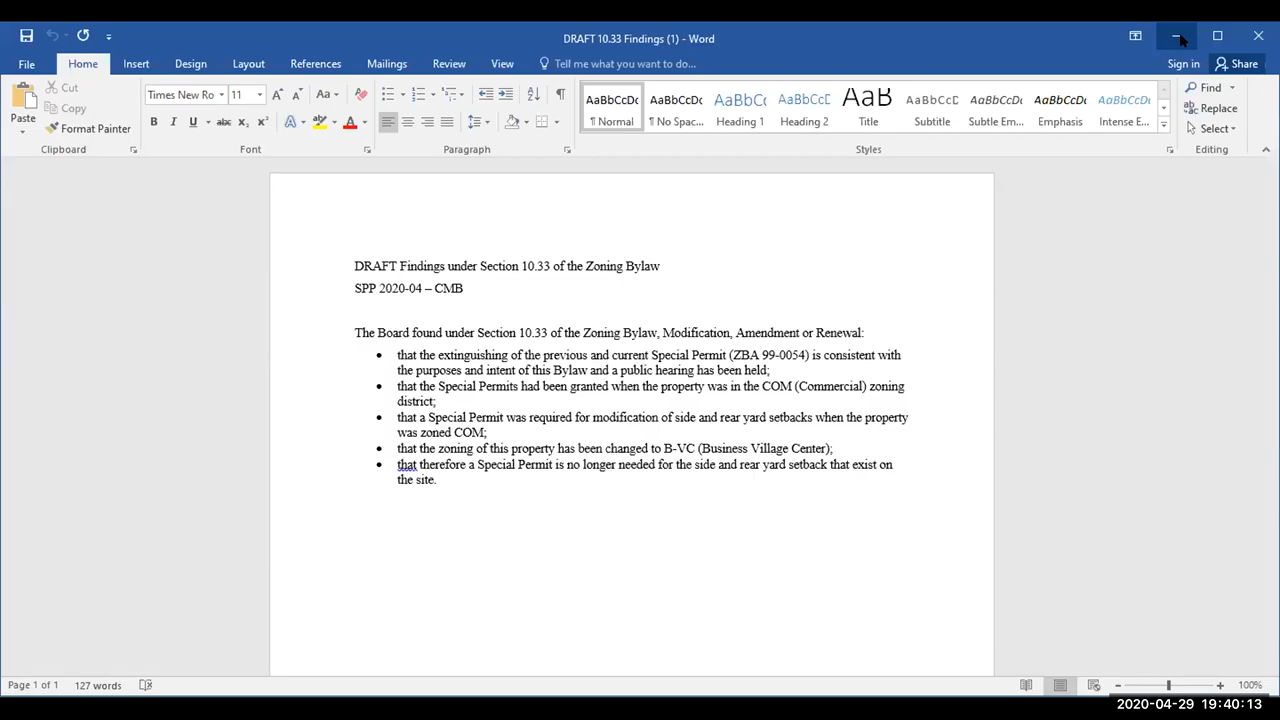 DRAFT 10.33 Findings (1) - Word
File Home Insert Design Layout References Mailings Review View Tell me what you want to do... Sign in Share
Paste
Cut
Copy
Format Painter
Clipboard
Times New Ro 11
Font
Paragraph
AaBbCcDc AaBbCcDc AaBbCc AaBbCcE AaB AaBbCcD AaBbCcDc AaBbCcDc AaBbCcDc
¶ Normal ¶ No Spac... Heading 1 Heading 2 Title Subtitle Subtle Em... Emphasis Intense E...
Styles
Find
Replace
Select
Editing
DRAFT Findings under Section 10.33 of the Zoning Bylaw
SPP 2020-04 – CMB
The Board found under Section 10.33 of the Zoning Bylaw, Modification, Amendment or Renewal:
• that the extinguishing of the previous and current Special Permit (ZBA 99-0054) is consistent with
the purposes and intent of this Bylaw and a public hearing has been held;
• that the Special Permits had been granted when the property was in the COM (Commercial) zoning
district;
• that a Special Permit was required for modification of side and rear yard setbacks when the property
was zoned COM;
• that the zoning of this property has been changed to B-VC (Business Village Center);
• that therefore a Special Permit is no longer needed for the side and rear yard setback that exist on
the site.
Page 1 of 1 127 words 100%
2020-04-29 19:40:13